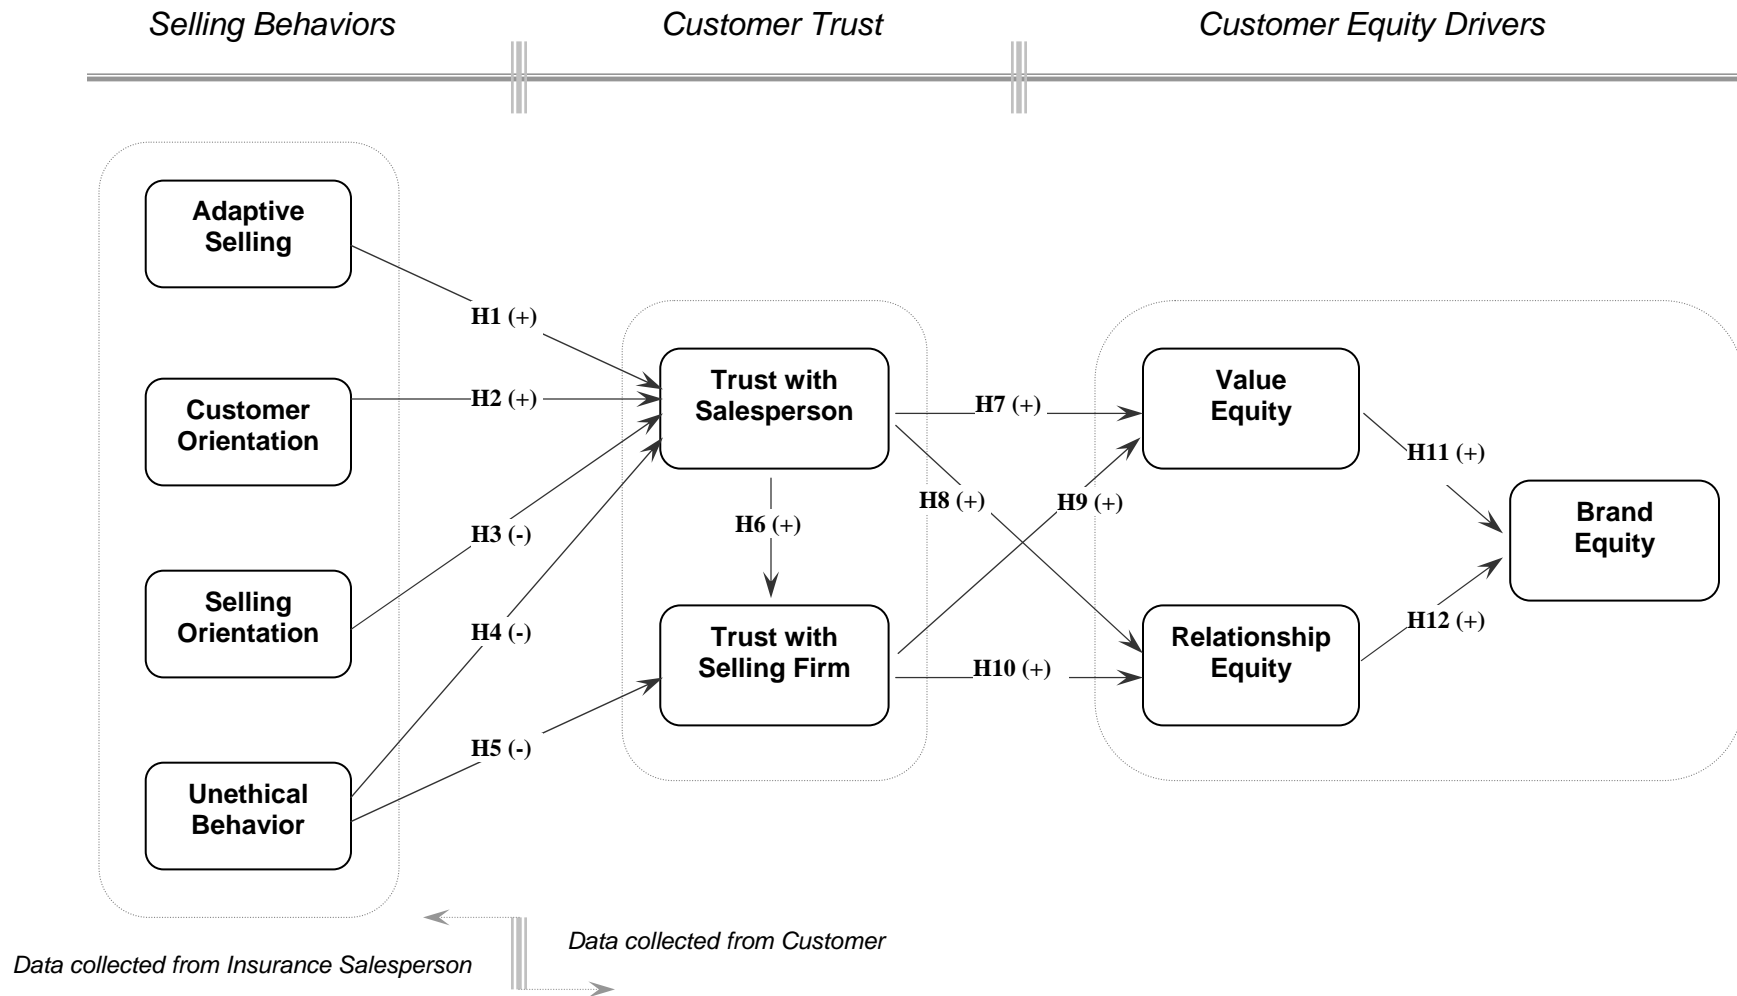 Selling Behaviors
Customer Trust
Customer Equity Drivers
Adaptive
Selling
H1 (+)
Customer
Orientation
H2 (+)
Trust with
Salesperson
H7 (+)
Value
Equity
H11 (+)
H3 (-)
H6 (+)
H8 (+)
H9 (+)
Brand
Equity
Selling
Orientation
H4 (-)
Trust with
Selling Firm
H10 (+)
Relationship
Equity
H12 (+)
H5 (-)
Unethical
Behavior
Data collected from Customer
Data collected from Insurance Salesperson